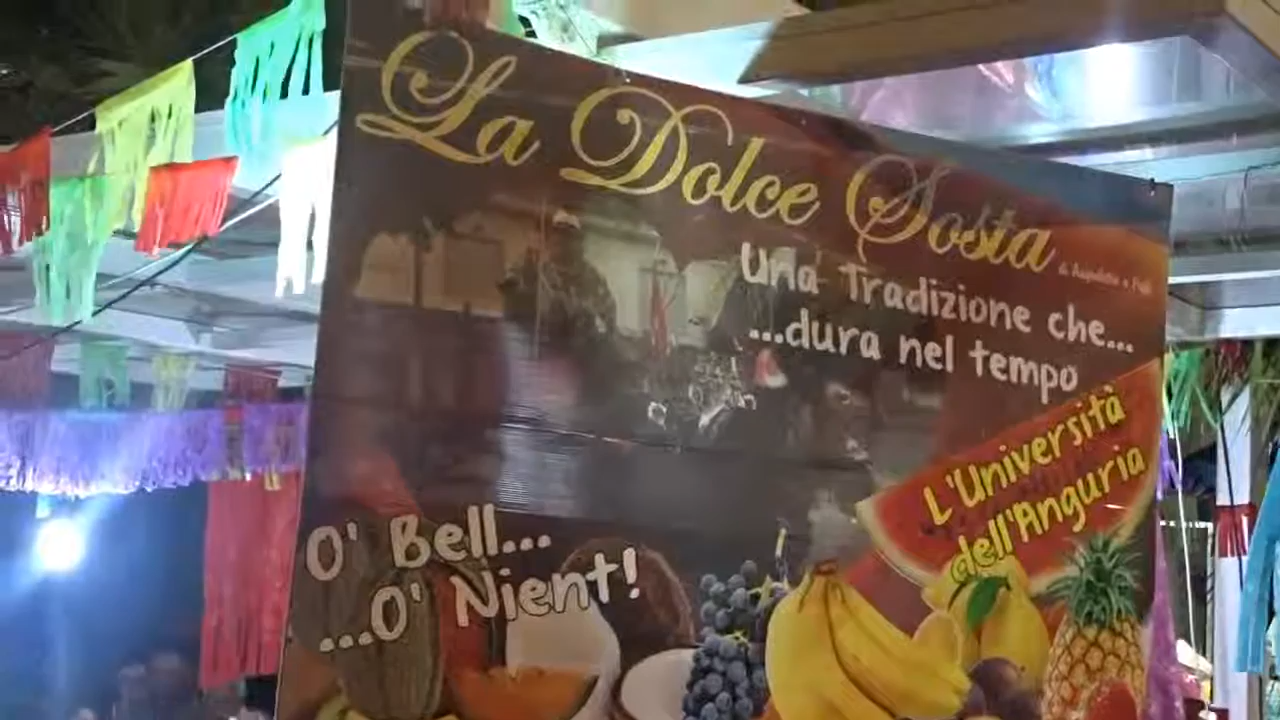 La Dolce Sosta
Una Tradizione che...
...dura nel tempo
L'Università
dell'Anguria
O' Bell...
...O' Nient!